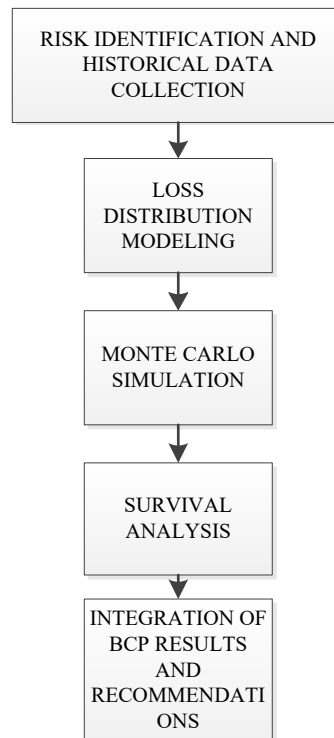 RISK IDENTIFICATION AND
HISTORICAL DATA
COLLECTION
LOSS
DISTRIBUTION
MODELING
MONTE CARLO
SIMULATION
SURVIVAL
ANALYSIS
INTEGRATION OF
BCP RESULTS
AND
RECOMMENDATI
ONS